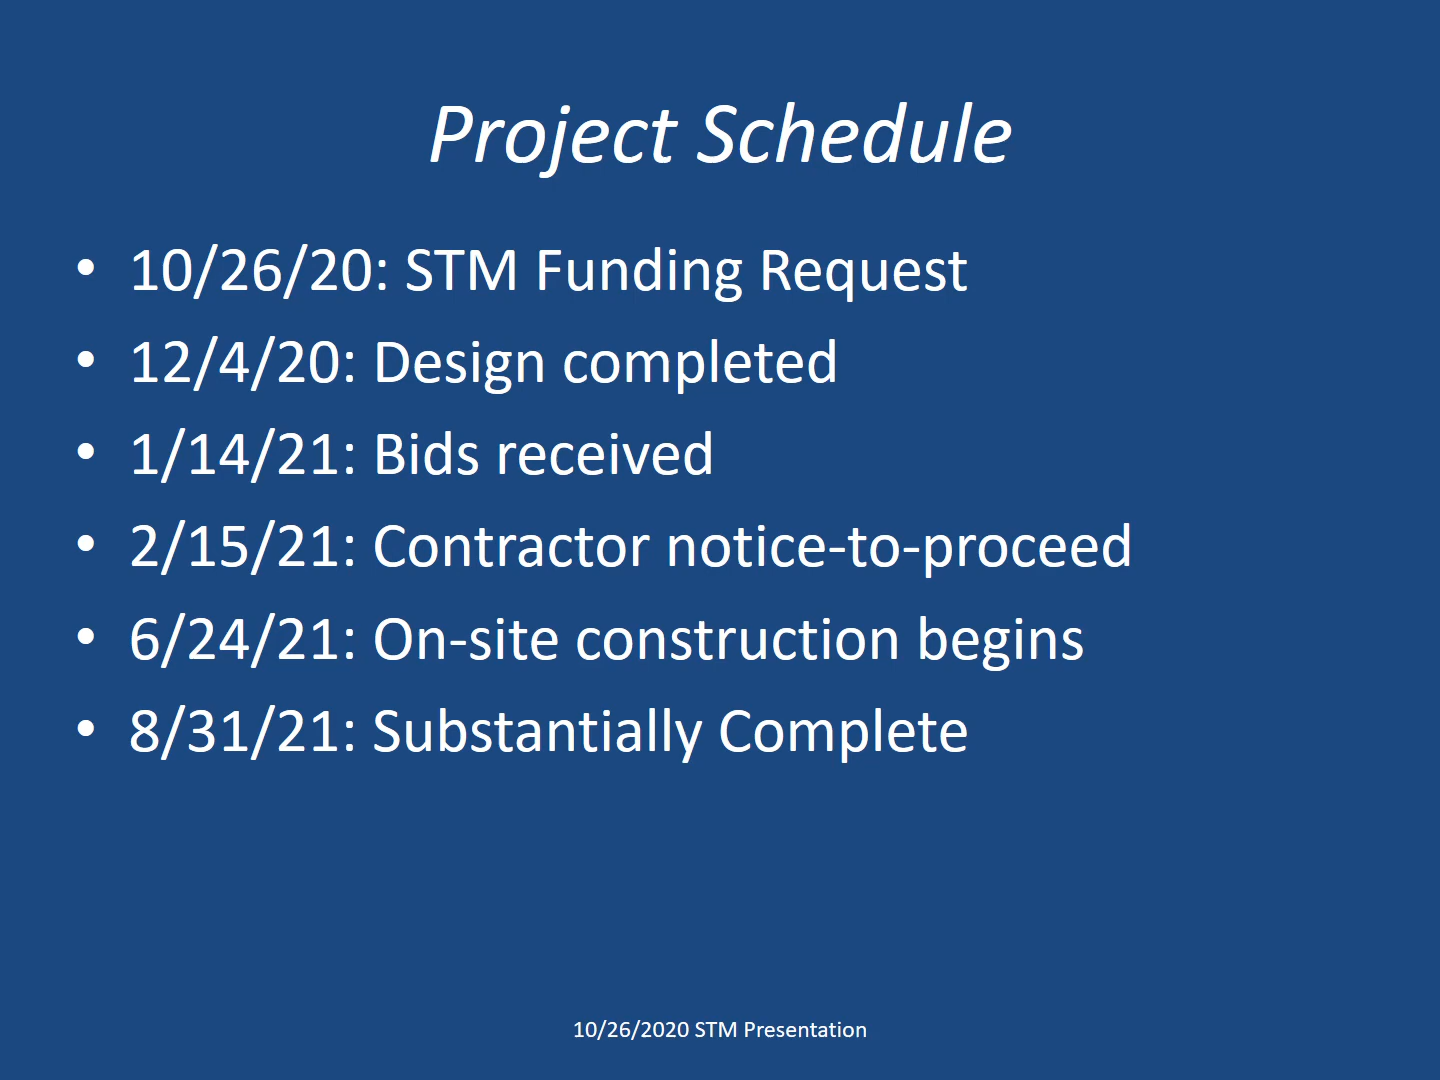 Project Schedule
• 10/26/20: STM Funding Request
• 12/4/20: Design completed
• 1/14/21: Bids received
• 2/15/21: Contractor notice-to-proceed
• 6/24/21: On-site construction begins
• 8/31/21: Substantially Complete
10/26/2020 STM Presentation